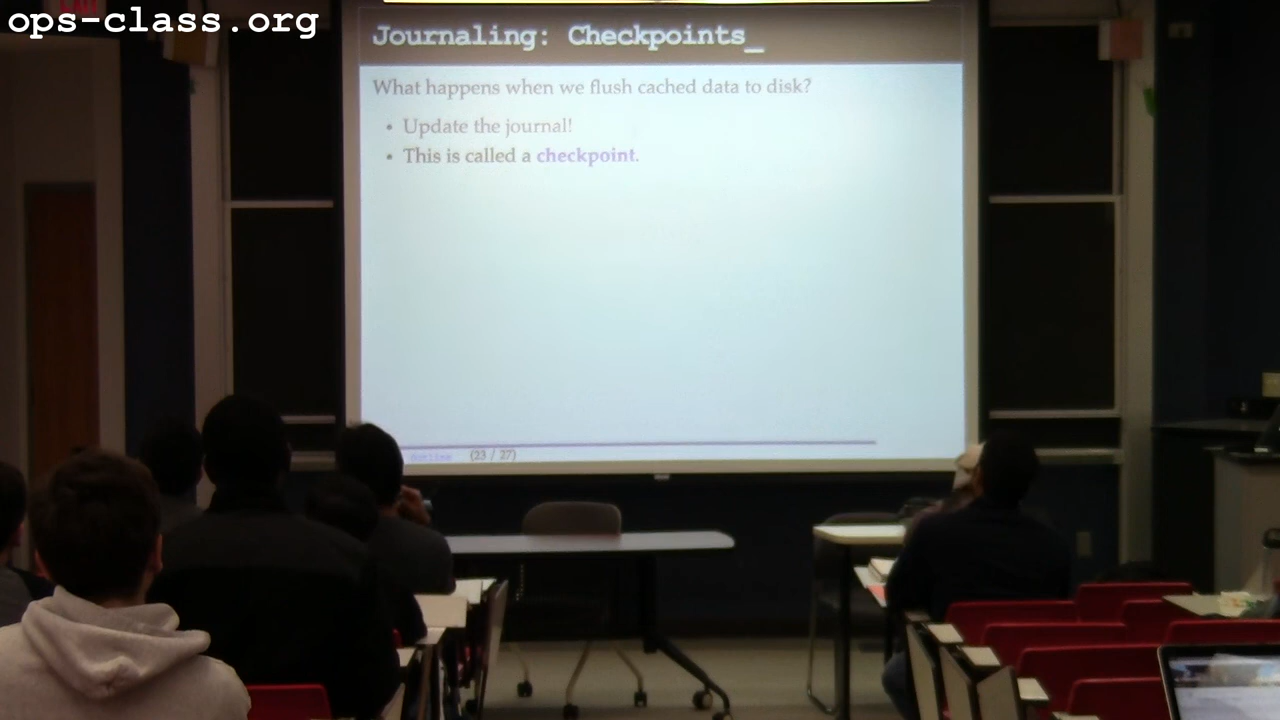 ops-class.org
EXIT
Journaling: Checkpoints_
What happens when we flush cached data to disk?
• Update the journal!
• This is called a checkpoint.
(23 / 27)